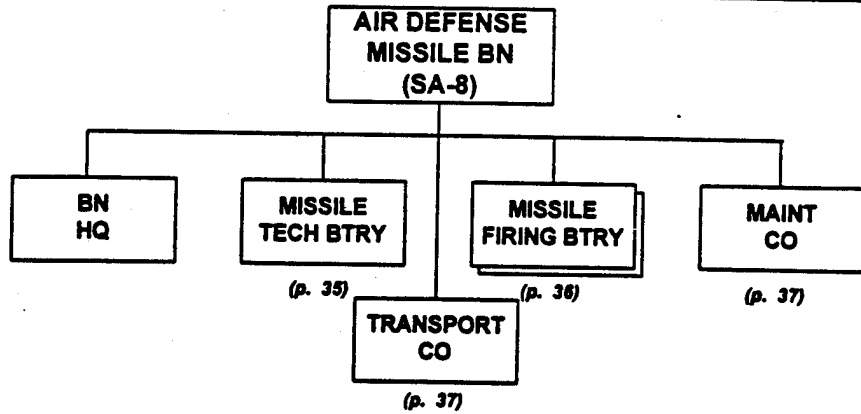 AIR DEFENSE
MISSILE BN
(SA-8)
BN
HQ
MISSILE
TECH BTRY
(p. 35)
MISSILE
FIRING BTRY
(p. 36)
MAINT
CO
(p. 37)
TRANSPORT
CO
(p. 37)